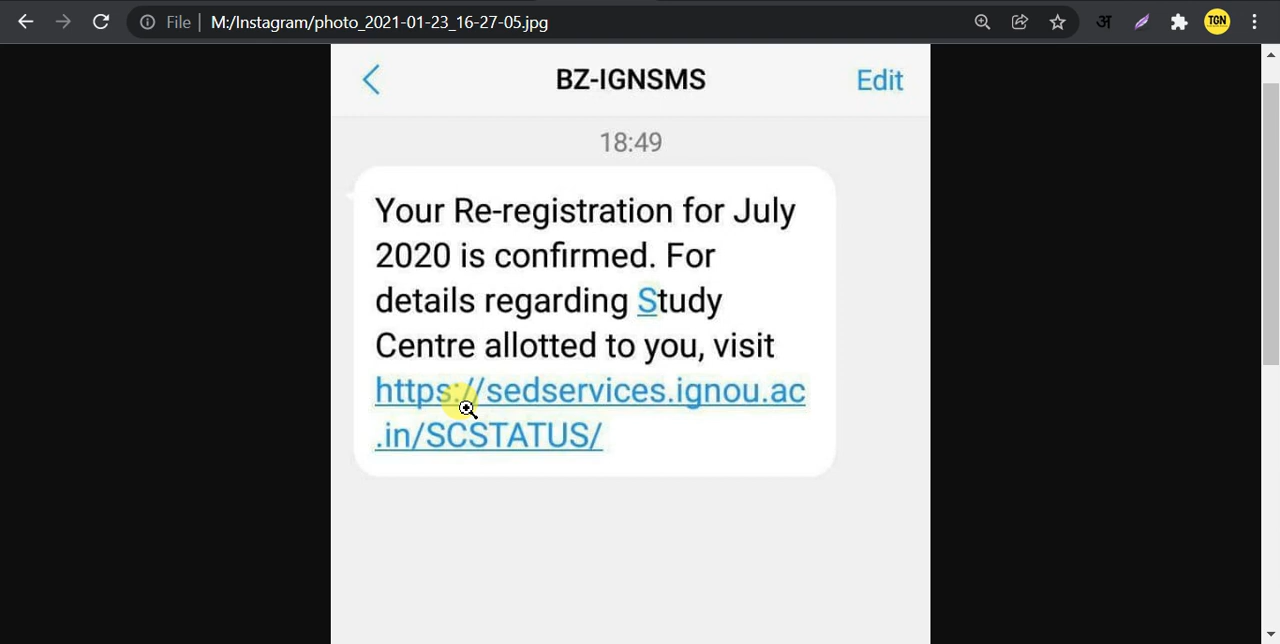 File | M:/Instagram/photo_2021-01-23_16-27-05.jpg
अ
TGN
BZ-IGNSMS
Edit
18:49
Your Re-registration for July
2020 is confirmed. For
details regarding Study
Centre allotted to you, visit
https://sedservices.ignou.ac
.in/SCSTATUS/